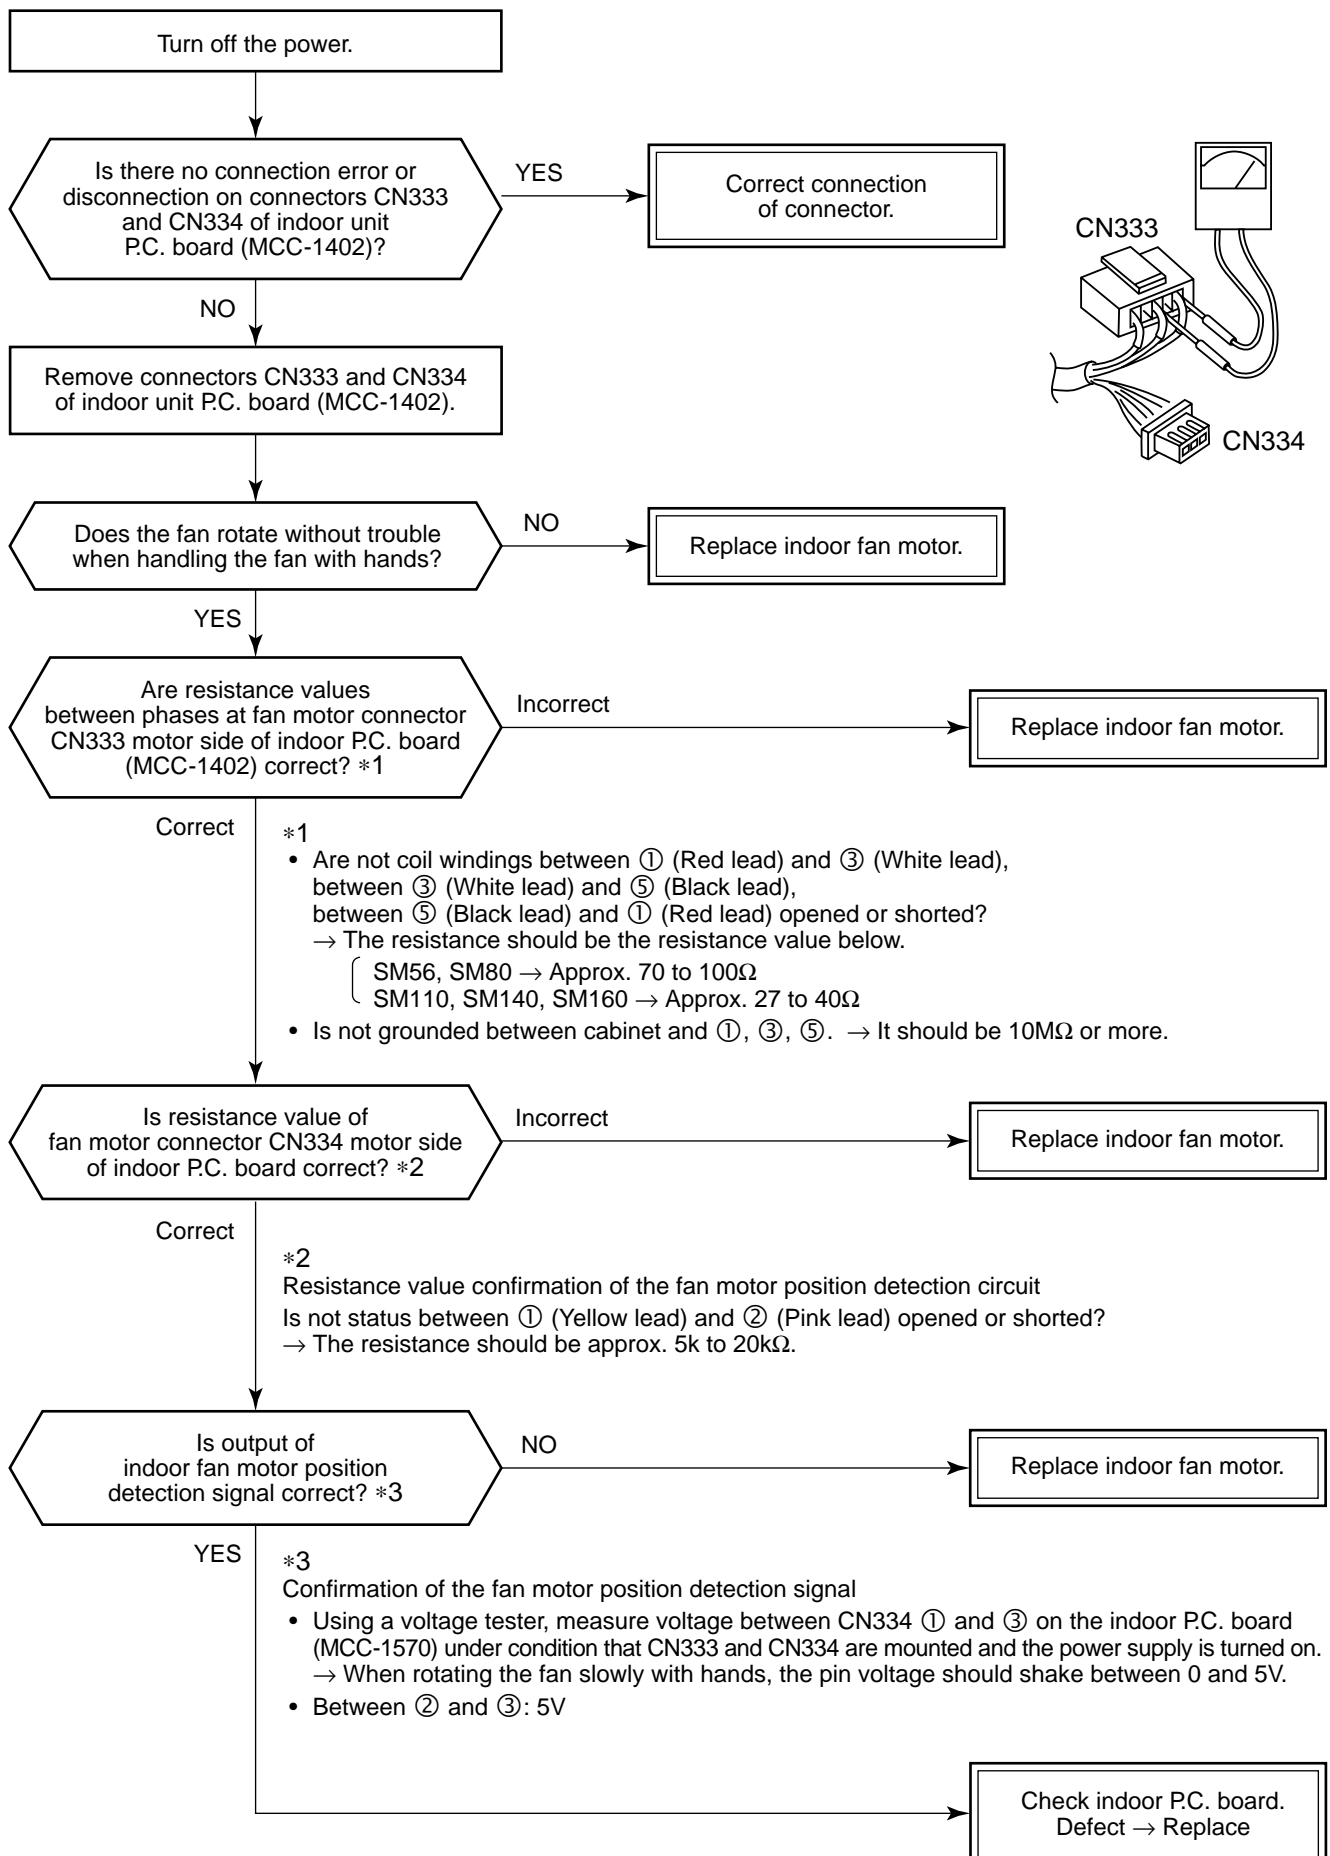 Turn off the power.
Is there no connection error or
disconnection on connectors CN333
and CN334 of indoor unit
P.C. board (MCC-1402)?
YES
Correct connection
of connector.
CN333
CN334
NO
Remove connectors CN333 and CN334
of indoor unit P.C. board (MCC-1402).
Does the fan rotate without trouble
when handling the fan with hands?
NO
Replace indoor fan motor.
YES
Are resistance values
between phases at fan motor connector
CN333 motor side of indoor P.C. board
(MCC-1402) correct? *1
Incorrect
Replace indoor fan motor.
Correct
*1
• Are not coil windings between ① (Red lead) and ③ (White lead),
between ③ (White lead) and ⑤ (Black lead),
between ⑤ (Black lead) and ① (Red lead) opened or shorted?
→ The resistance should be the resistance value below.
SM56, SM80 → Approx. 70 to 100Ω
SM110, SM140, SM160 → Approx. 27 to 40Ω
• Is not grounded between cabinet and ①, ③, ⑤. → It should be 10MΩ or more.
Is resistance value of
fan motor connector CN334 motor side
of indoor P.C. board correct? *2
Incorrect
Replace indoor fan motor.
Correct
*2
Resistance value confirmation of the fan motor position detection circuit
Is not status between ① (Yellow lead) and ② (Pink lead) opened or shorted?
→ The resistance should be approx. 5k to 20kΩ.
Is output of
indoor fan motor position
detection signal correct? *3
NO
Replace indoor fan motor.
YES
*3
Confirmation of the fan motor position detection signal
• Using a voltage tester, measure voltage between CN334 ① and ③ on the indoor P.C. board
(MCC-1570) under condition that CN333 and CN334 are mounted and the power supply is turned on.
→ When rotating the fan slowly with hands, the pin voltage should shake between 0 and 5V.
• Between ② and ③: 5V
Check indoor P.C. board.
Defect → Replace